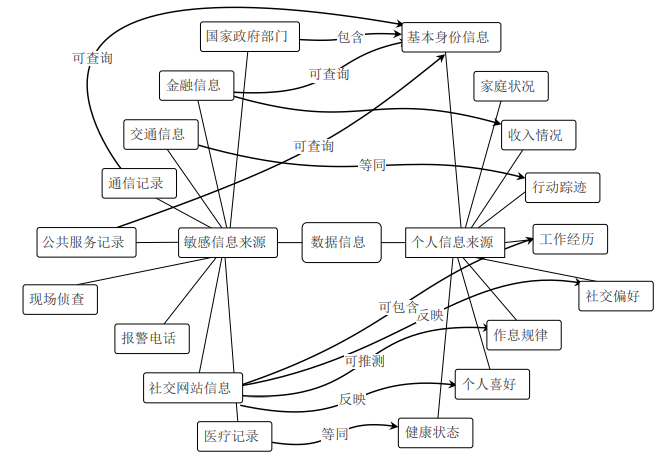 国家政府部门
包含
基本身份信息
可查询
可查询
金融信息
家庭状况
交通信息
收入情况
可查询
等同
通信记录
行动踪迹
公共服务记录
敏感信息来源
数据信息
个人信息来源
工作经历
现场侦查
社交偏好
可包含
反映
报警电话
作息规律
可推测
社交网站信息
个人喜好
反映
医疗记录
等同
健康状态